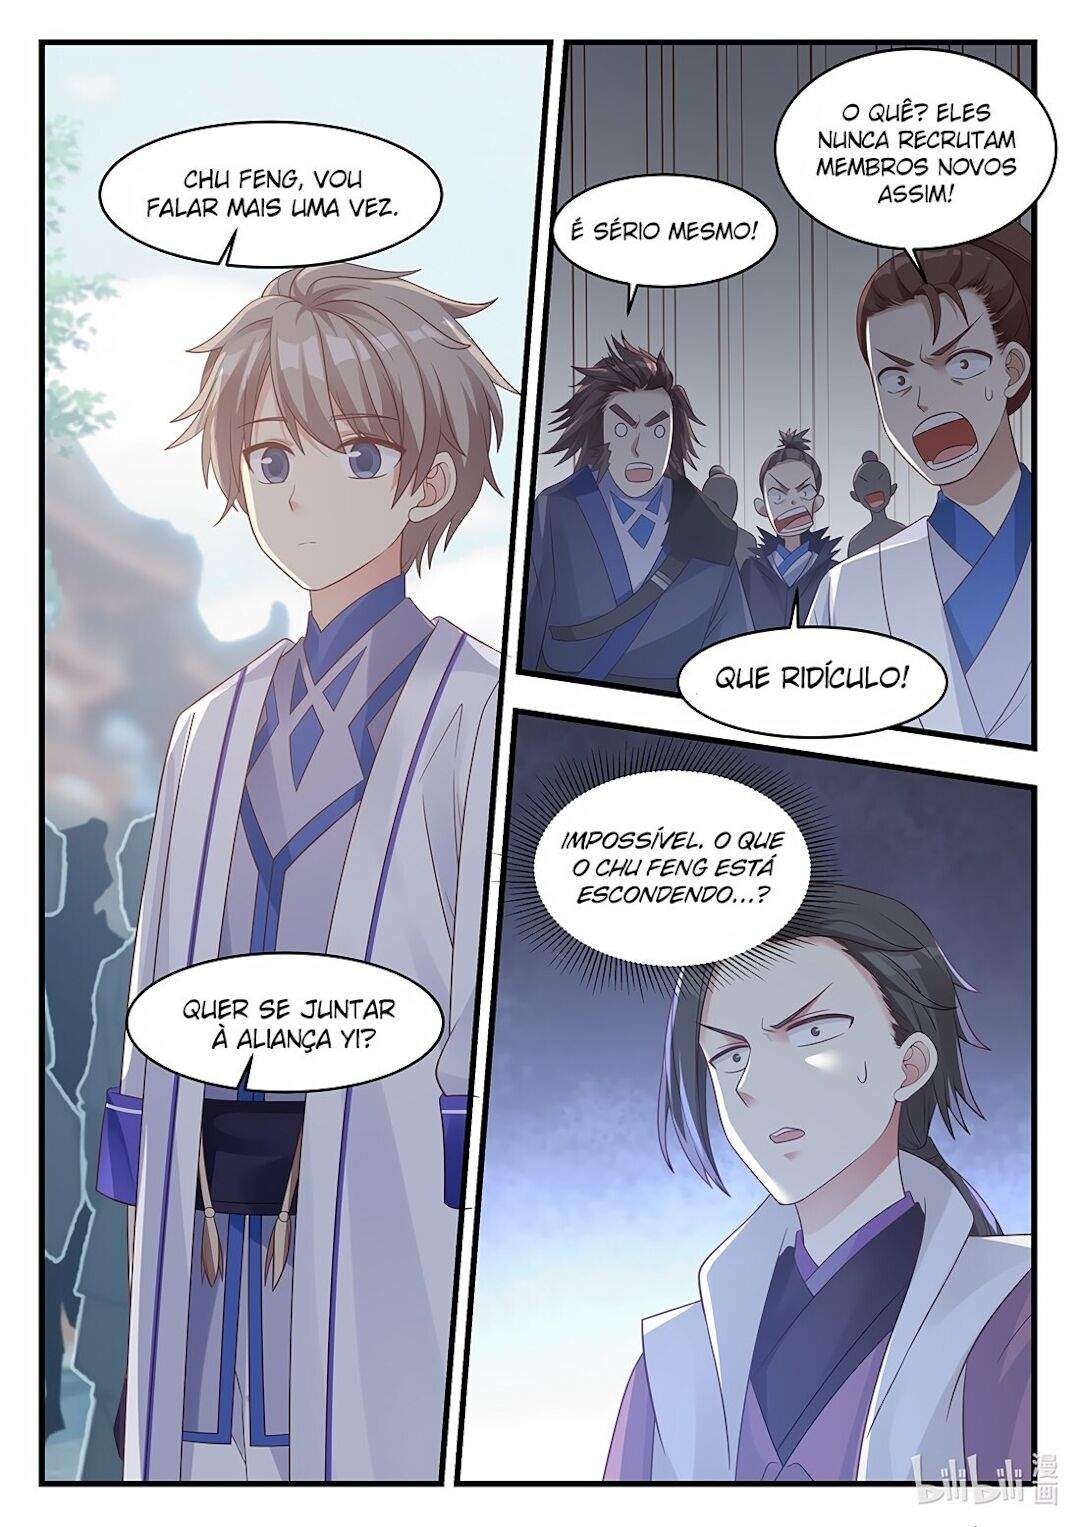 CHU FENG, VOU
FALAR MAIS UMA VEZ.
QUER SE JUNTAR
À ALIANÇA YI?
O QUÊ? ELES
NUNCA RECRUTAM
MEMBROS NOVOS
ASSIM!
É SÉRIO MESMO!
QUE RIDÍCULO!
IMPOSSÍVEL. O QUE
O CHU FENG ESTÁ
ESCONDENDO...?
bilibili 漫画